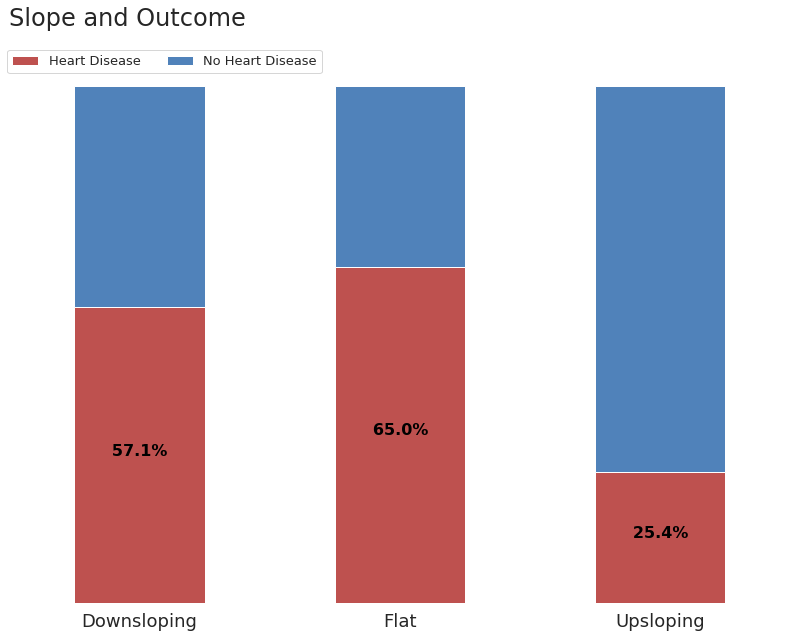 Slope and Outcome
Heart Disease No Heart Disease
57.1%
65.0%
25.4%
Downsloping Flat Upsloping